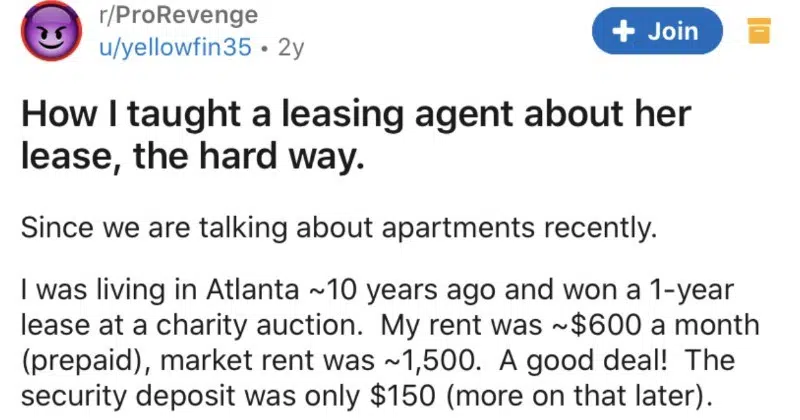 r/ProRevenge
u/yellowfin35 • 2y
+ Join
How I taught a leasing agent about her
lease, the hard way.
Since we are talking about apartments recently.
I was living in Atlanta ~10 years ago and won a 1-year
lease at a charity auction.  My rent was ~$600 a month
(prepaid), market rent was ~1,500.  A good deal!  The
security deposit was only $150 (more on that later).